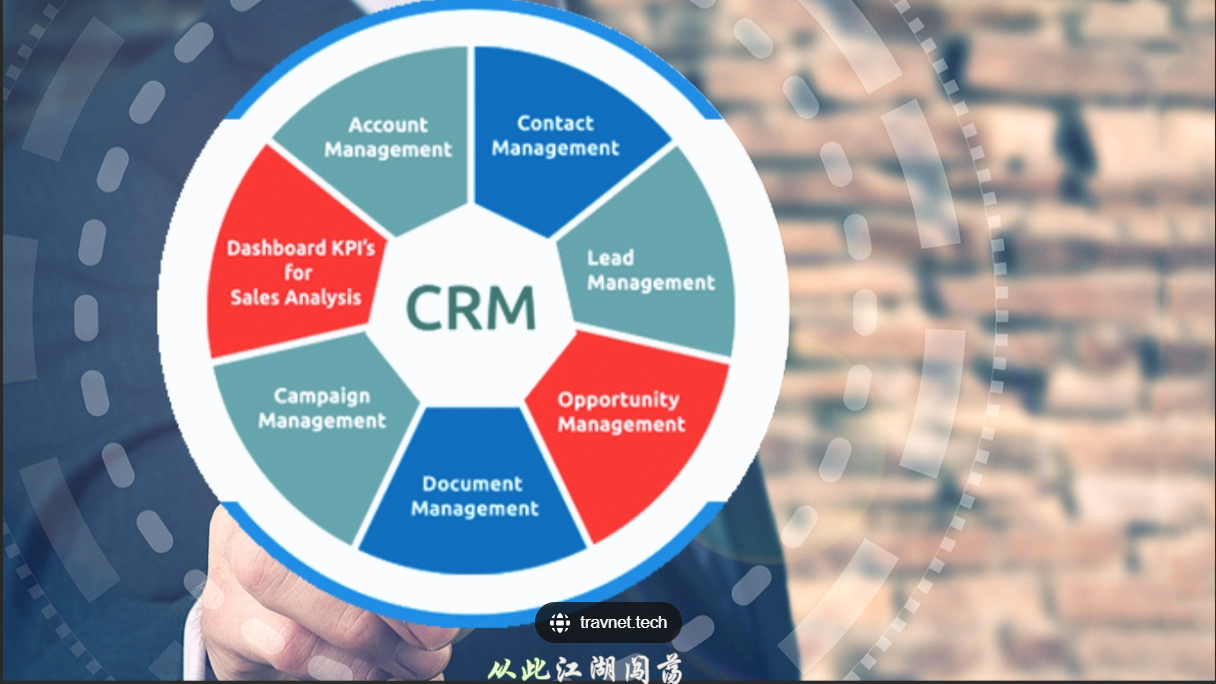 Account
Management
Contact
Management
Lead
Management
Opportunity
Management
Document
Management
Campaign
Management
Dashboard KPI's
for
Sales Analysis
CRM
travnet.tech
从此江湖闯荡